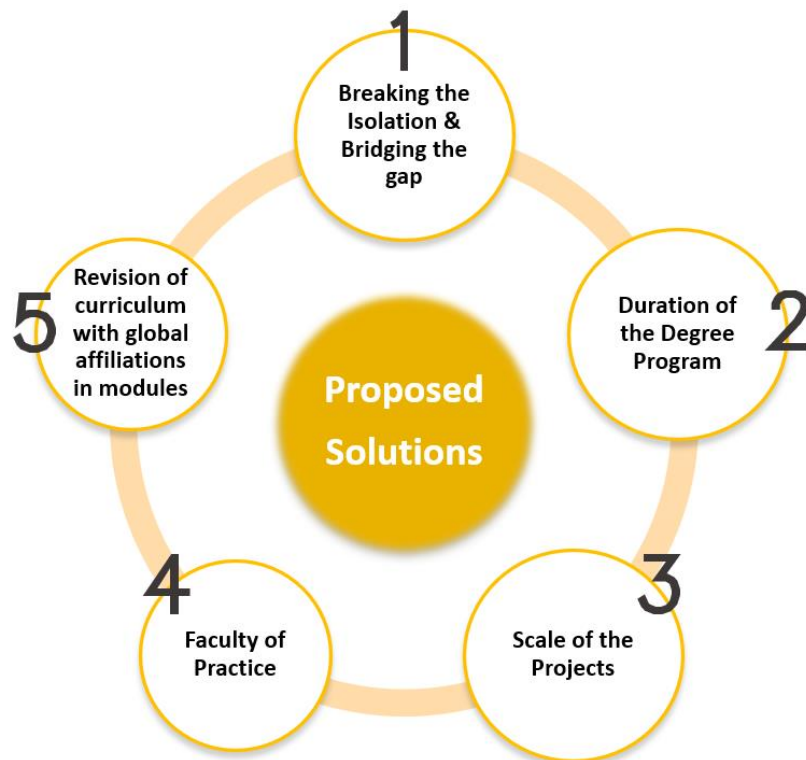 1
Breaking the
Isolation &
Bridging the
gap
2
Duration of
the Degree
Program
3
Scale of the
Projects
4
Faculty of
Practice
5
Revision of
curriculum
with global
affiliations
in modules
Proposed
Solutions